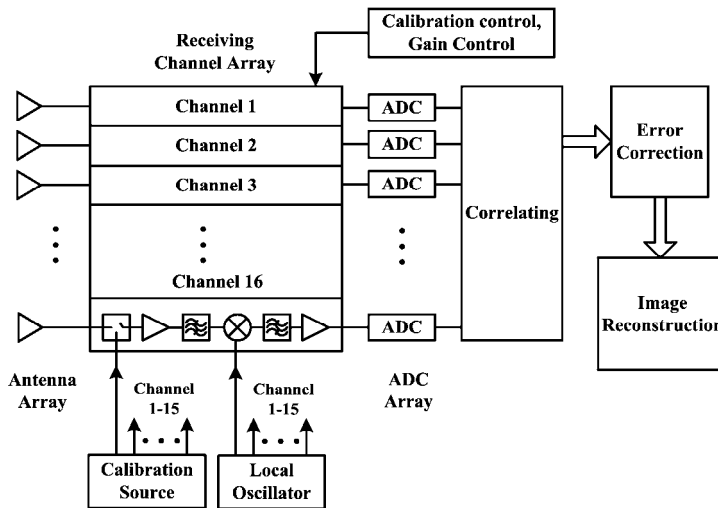 Calibration control,
Gain Control
Receiving
Channel Array
Channel 1
ADC
Channel 2
ADC
Channel 3
ADC
Correlating
Error
Correction
Channel 16
ADC
Image
Reconstruction
Antenna
Array
Channel
1-15
Channel
1-15
ADC
Array
Calibration
Source
Local
Oscillator